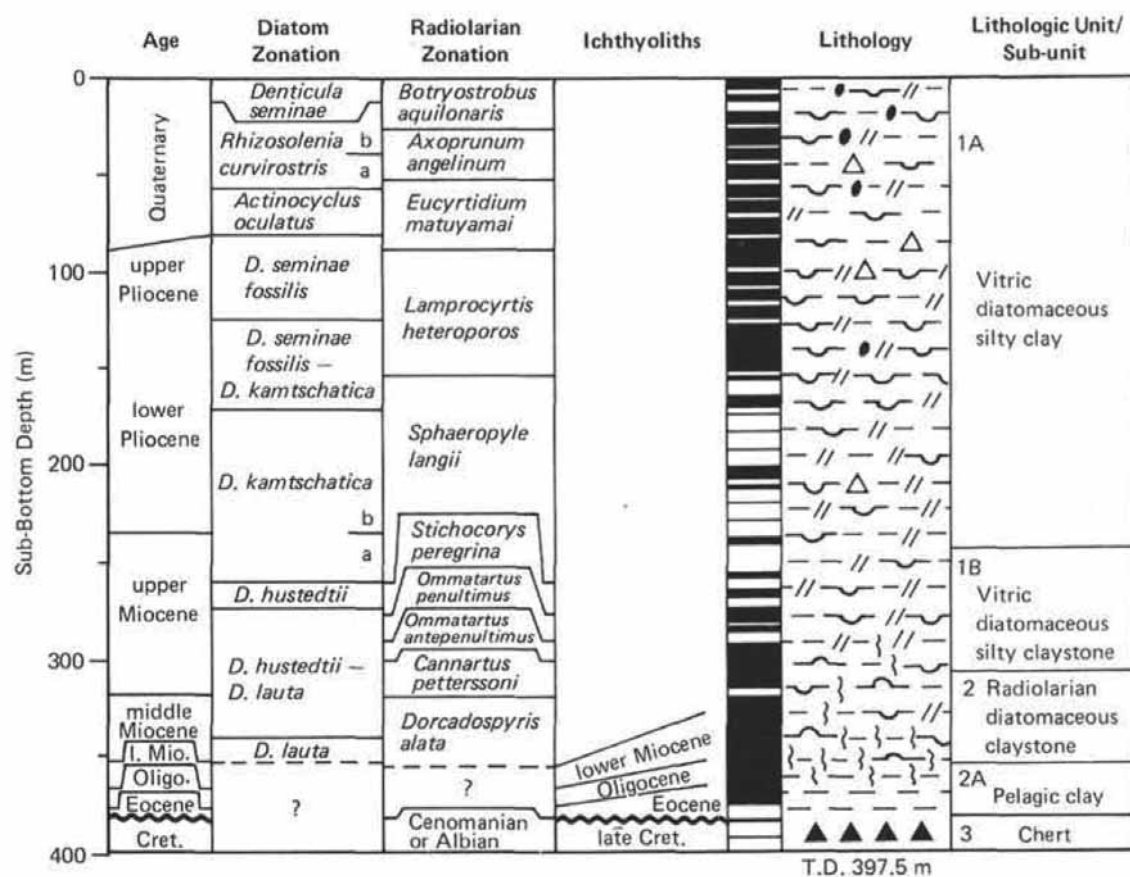 Age
Diatom
Zonation
Radiolarian
Zonation
Ichthyoliths
Lithology
Lithologic Unit/
Sub-unit
Sub-Bottom Depth (m)
0
100
200
300
400
Quaternary
upper
Pliocene
lower
Pliocene
upper
Miocene
middle
Miocene
l. Mio.
Oligo.
Eocene
Cret.
Denticula
seminae
Rhizosolenia
curvirostris
b
a
Actinocyclus
oculatus
D. seminae
fossilis
D. seminae
fossilis –
D. kamtschatica
D. kamtschatica
b
a
D. hustedtii
D. hustedtii –
D. lauta
D. lauta
?
Botryostrobus
aquilonaris
Axoprunum
angelinum
Eucyrtidium
matuyamai
Lamprocyrtis
heteroporos
Sphaeropyle
langii
Stichocorys
peregrina
Ommatartus
penultimus
Ommatartus
antepenultimus
Cannartus
petterssoni
Dorcadospyris
alata
?
Cenomanian
or Albian
lower Miocene
Oligocene
Eocene
late Cret.
1A
Vitric
diatomaceous
silty clay
1B
Vitric
diatomaceous
silty claystone
2 Radiolarian
diatomaceous
claystone
2A
Pelagic clay
3 Chert
T.D. 397.5 m